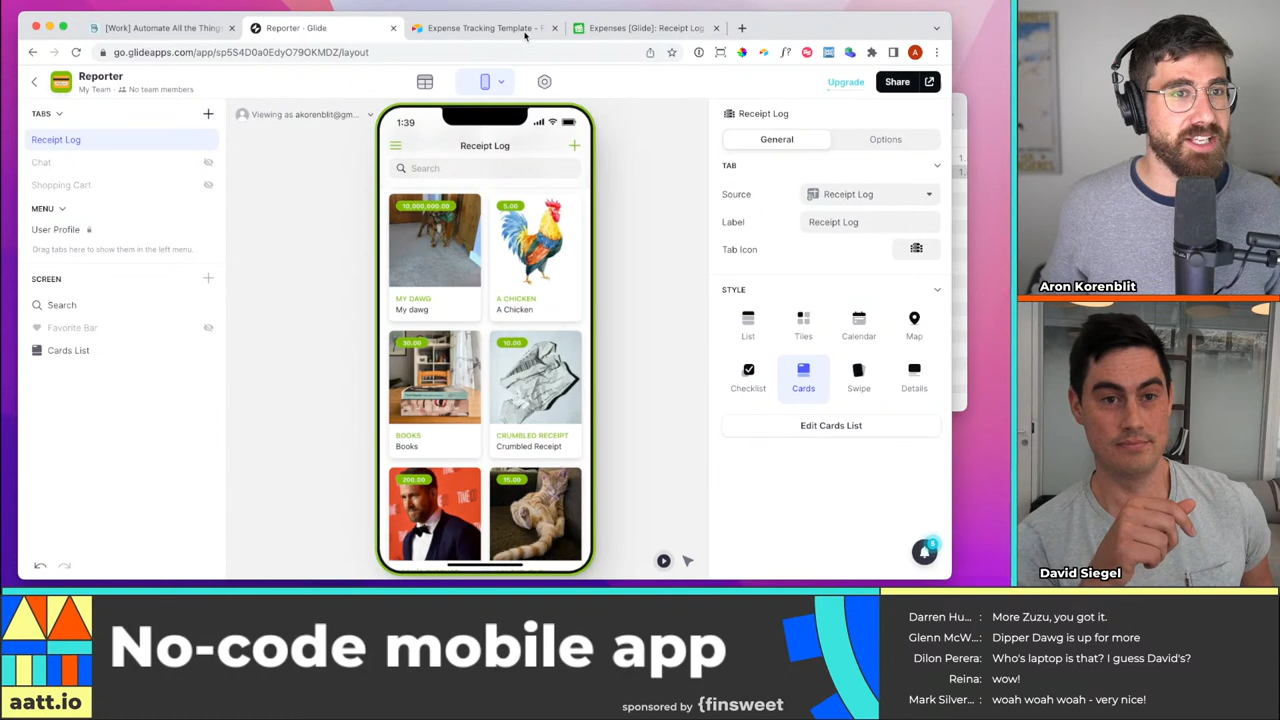 [Work] Automate All the Things
Reporter - Glide
Expense Tracking Template - F
Expenses [Glide]: Receipt Log
go.glideapps.com/app/sp5S4D0a0EdyO79OKMDZ/layout
Reporter
My Team · No team members
Upgrade
Share
TABS
Receipt Log
Chat
Shopping Cart
MENU
User Profile
Drag tabs here to show them in the left menu.
SCREEN
Search
Favorite Bar
Cards List
Viewing as akorenblit@gm...
1:39
Receipt Log
Search
10,000,000.00
5.00
MY DAWG
My dawg
A CHICKEN
A Chicken
30.00
10.00
BOOKS
Books
CRUMBLED RECEIPT
Crumbled Receipt
200.00
15.00
TIME
Receipt Log
General
Options
TAB
Source
Receipt Log
Label
Receipt Log
Tab Icon
STYLE
List
Tiles
Calendar
Map
Checklist
Cards
Swipe
Details
Edit Cards List
Aron Korenblit
David Siegel
aatt.io
No-code mobile app
sponsored by {finsweet
Darren Hu... : More Zuzu, you got it.
Glenn McW...: Dipper Dawg is up for more
Dilon Perera: Who's laptop is that? I guess David's?
Reina: wow!
Mark Silver... : woah woah woah - very nice!